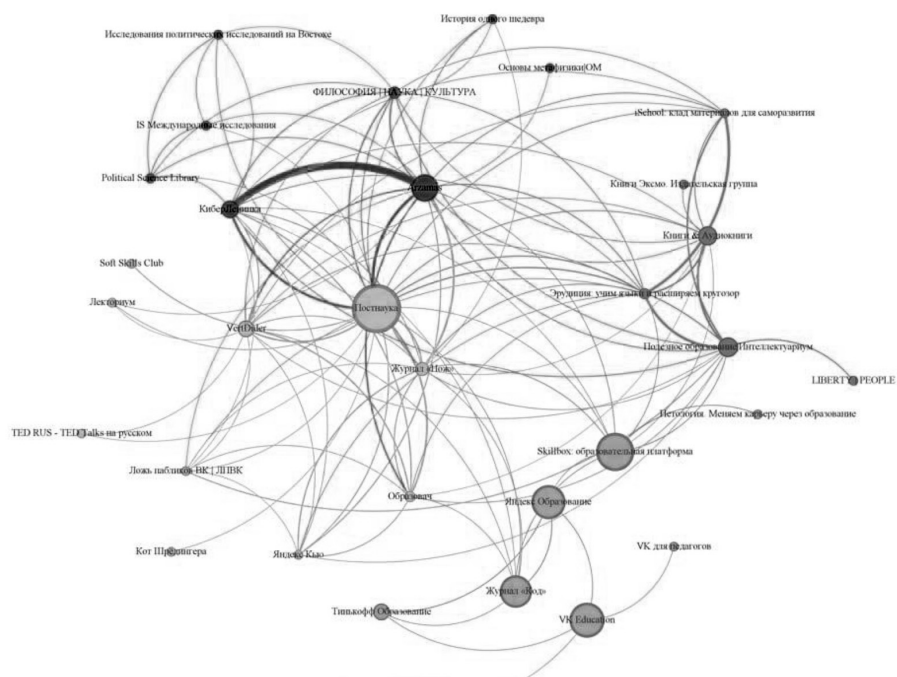 История одного шедевра
Исследования политических исследований на Востоке
Основы метафизики|ОМ
ФИЛОСОФИЯ | НАУКА | КУЛЬТУРА
iSchool: клад материалов для саморазвития
IS Международные исследования
Political Science Library
Arzamas
Книги Эксмо. Издательская группа
КиберЛенинка
Книги & Аудиокниги
Soft Skills Club
Эрудиция: учим языки и расширяем кругозор
Лекториум
Постнаука
VertDider
Полезное образование|Интеллектуариум
Журнал «Нож»
LIBERTY PEOPLE
Нетология. Меняем карьеру через образование
TED RUS - TED Talks на русском
Skillbox: образовательная платформа
Ложь пабликов ВК | ЛПВК
Образовач
Яндекс Образование
Кот Шредингера
Яндекс Кью
VK для педагогов
Журнал «Код»
Тинькофф Образование
VK Education